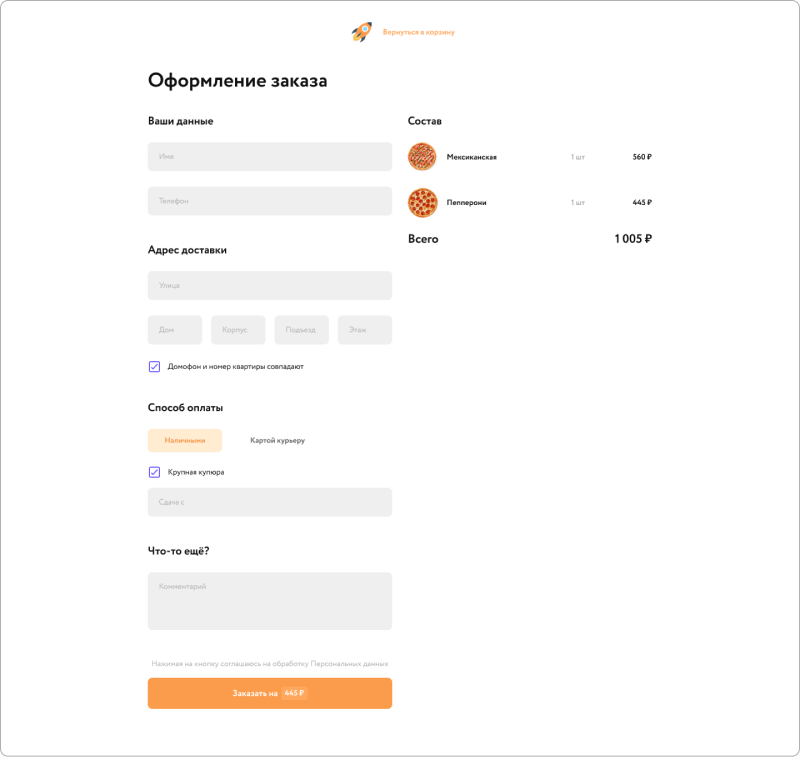 Вернуться в корзину
Оформление заказа
Ваши данные
Имя
Телефон
Адрес доставки
Улица
Дом
Корпус
Подъезд
Этаж
Домофон и номер квартиры совпадают
Способ оплаты
Наличными
Картой курьеру
Крупная купюра
Сдача с
Что-то ещё?
Комментарий
Нажимая на кнопку соглашаюсь на обработку Персональных данных
Заказать на 445 ₽
Состав
Мексиканская 1 шт 560 ₽
Пепперони 1 шт 445 ₽
Всего 1 005 ₽